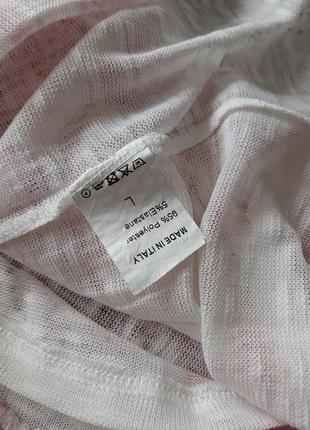 MADE IN ITALY
95% Polyester
5% Elastane
L